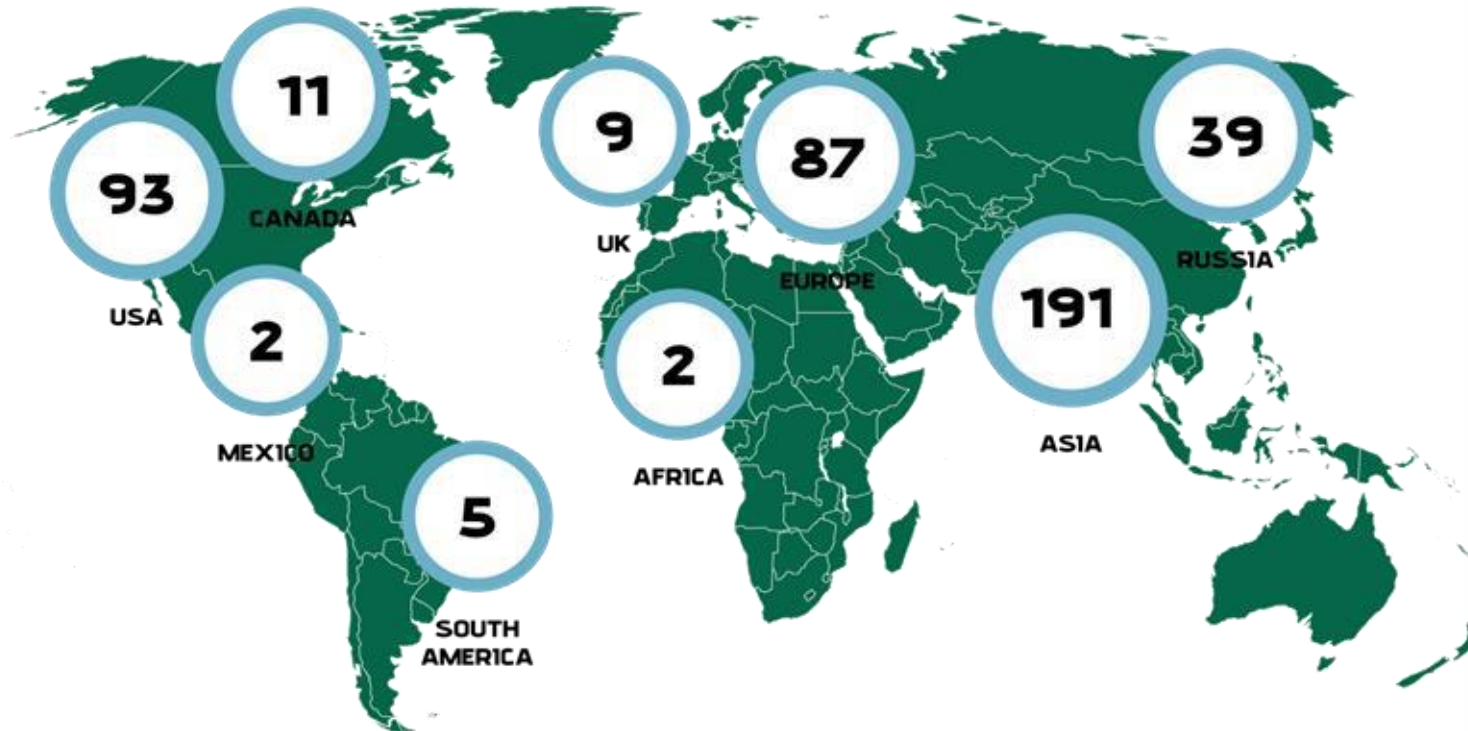 11
93
CANADA
USA
2
MEXICO
5
SOUTH
AMERICA
9
UK
87
EUROPE
2
AFRICA
39
RUSSIA
191
ASIA